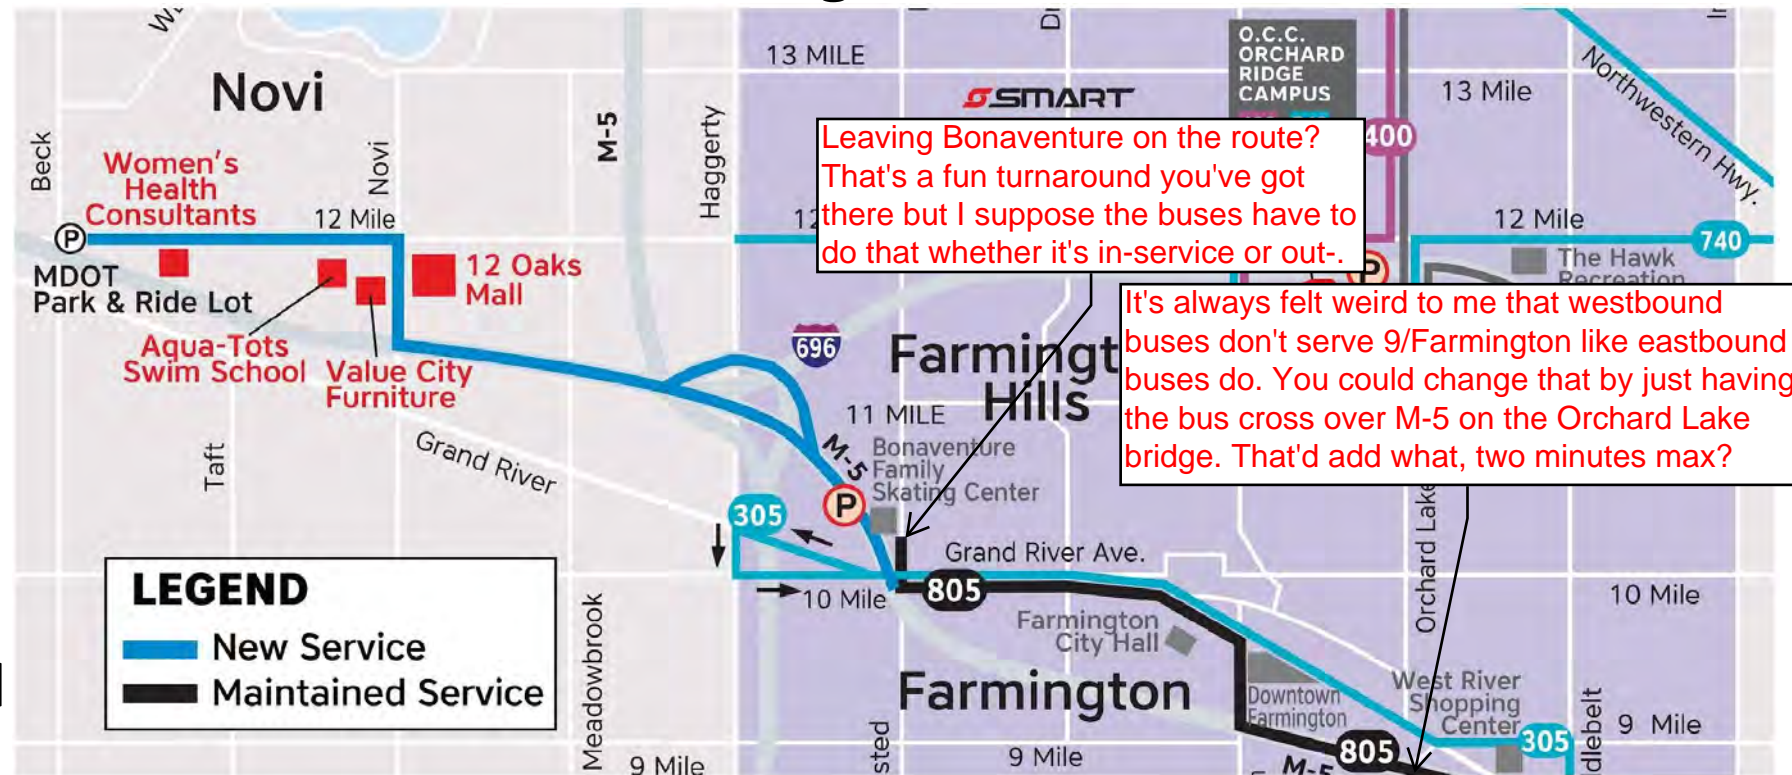 13 MILE
Novi
M-5
Haggerty
SMART
O.C.C.
ORCHARD
RIDGE
CAMPUS
13 Mile
Northwestern Hwy.
Beck
Women's
Health
Consultants
Novi
12 Mile
P
MDOT
Park & Ride Lot
12 Oaks
Mall
Aqua-Tots
Swim School
Value City
Furniture
Leaving Bonaventure on the route?
That's a fun turnaround you've got
there but I suppose the buses have to
do that whether it's in-service or out-.
400
12 Mile
740
P
The Hawk
Recreation
It's always felt weird to me that westbound
buses don't serve 9/Farmington like eastbound
buses do. You could change that by just having
the bus cross over M-5 on the Orchard Lake
bridge. That'd add what, two minutes max?
696
Farmingt
Hills
11 MILE
M-5
Bonaventure
Family
Skating Center
P
Taft
Grand River
305
Grand River Ave.
805
10 Mile
Orchard Lake
10 Mile
LEGEND
New Service
Maintained Service
Meadowbrook
Farmington
City Hall
Farmington
Downtown
Farmington
West River
Shopping
Center
305
dlebelt
9 Mile
9 Mile
sted
9 Mile
M-5
805